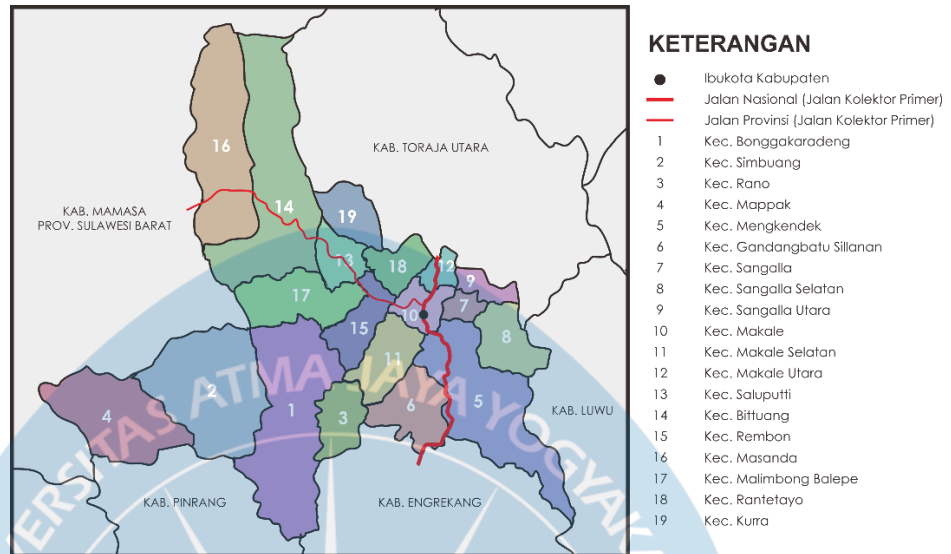 KAB. TORAJA UTARA
KAB. MAMASA
PROV. SULAWESI BARAT
KAB. LUWU
KAB. PINRANG
KAB. ENGREKANG
16
14
19
13
18
12
9
17
10
7
15
8
11
2
1
3
6
5
4
ERSITAS ATMA JAYA YOGYAK
KETERANGAN
Ibukota Kabupaten
Jalan Nasional (Jalan Kolektor Primer)
Jalan Provinsi (Jalan Kolektor Primer)
1 Kec. Bonggakaradeng
2 Kec. Simbuang
3 Kec. Rano
4 Kec. Mappak
5 Kec. Mengkendek
6 Kec. Gandangbatu Sillanan
7 Kec. Sangalla
8 Kec. Sangalla Selatan
9 Kec. Sangalla Utara
10 Kec. Makale
11 Kec. Makale Selatan
12 Kec. Makale Utara
13 Kec. Saluputti
14 Kec. Bittuang
15 Kec. Rembon
16 Kec. Masanda
17 Kec. Malimbong Balepe
18 Kec. Rantetayo
19 Kec. Kurra